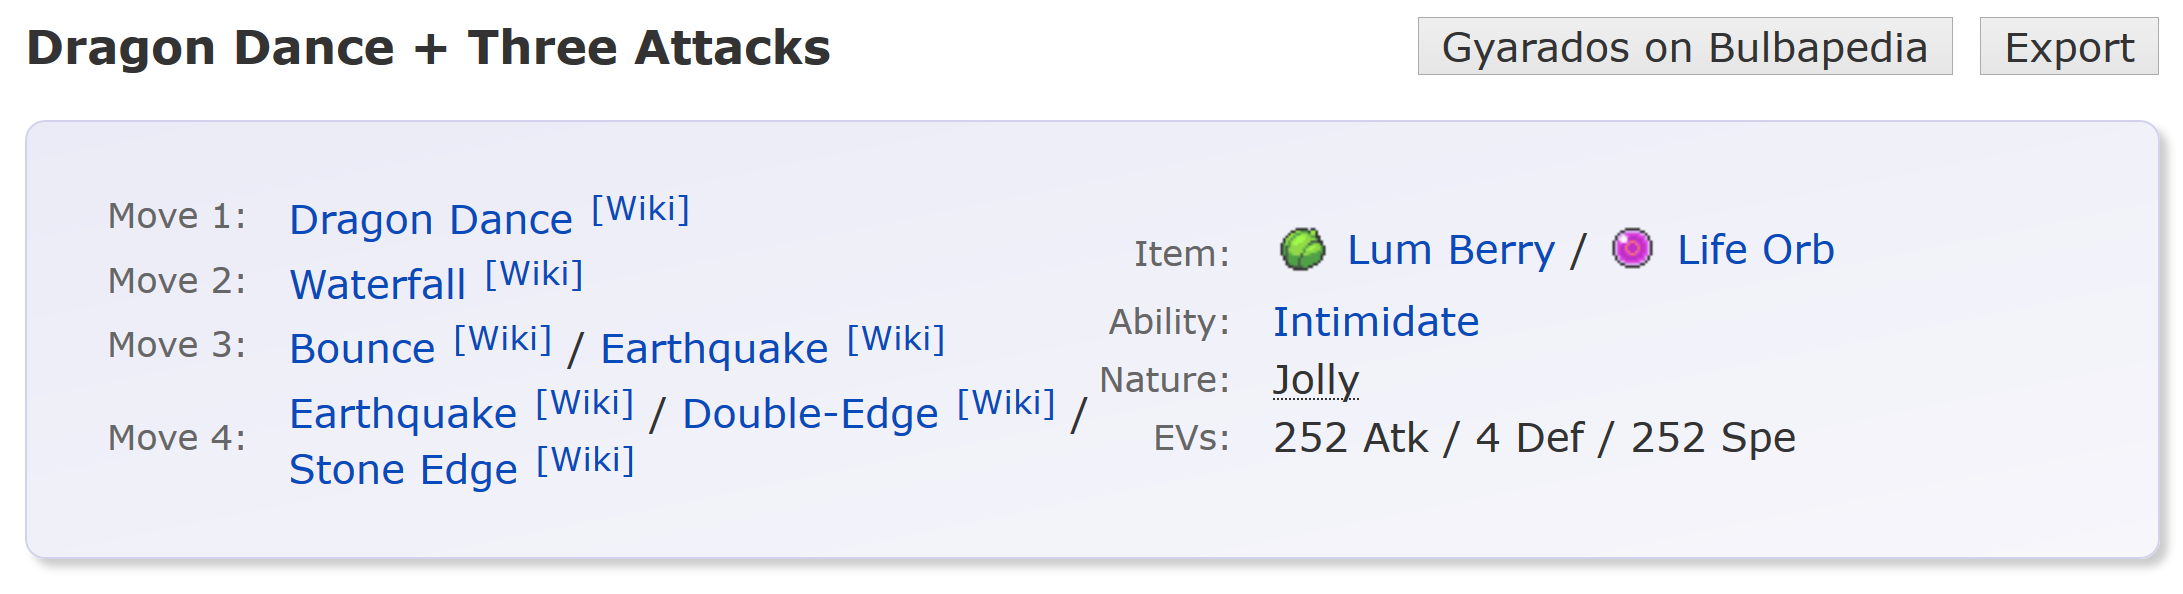 Dragon Dance + Three Attacks
Gyarados on Bulbapedia
Export
Move 1: Dragon Dance [Wiki]
Move 2: Waterfall [Wiki]
Move 3: Bounce [Wiki] / Earthquake [Wiki]
Move 4: Earthquake [Wiki] / Double-Edge [Wiki] /
Stone Edge [Wiki]
Item: Lum Berry / Life Orb
Ability: Intimidate
Nature: Jolly
EVs: 252 Atk / 4 Def / 252 Spe